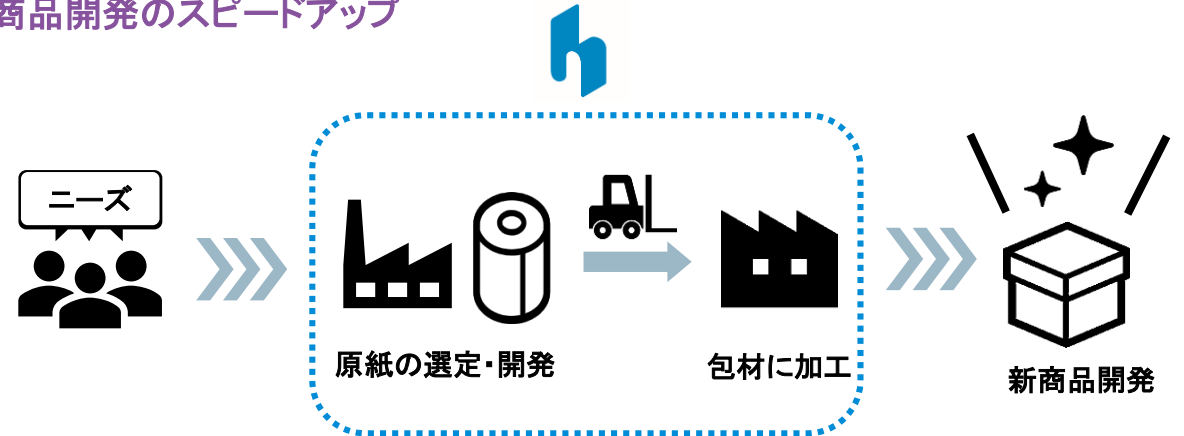 商品開発のスピードアップ
ニーズ
原紙の選定・開発
包材に加工
新商品開発